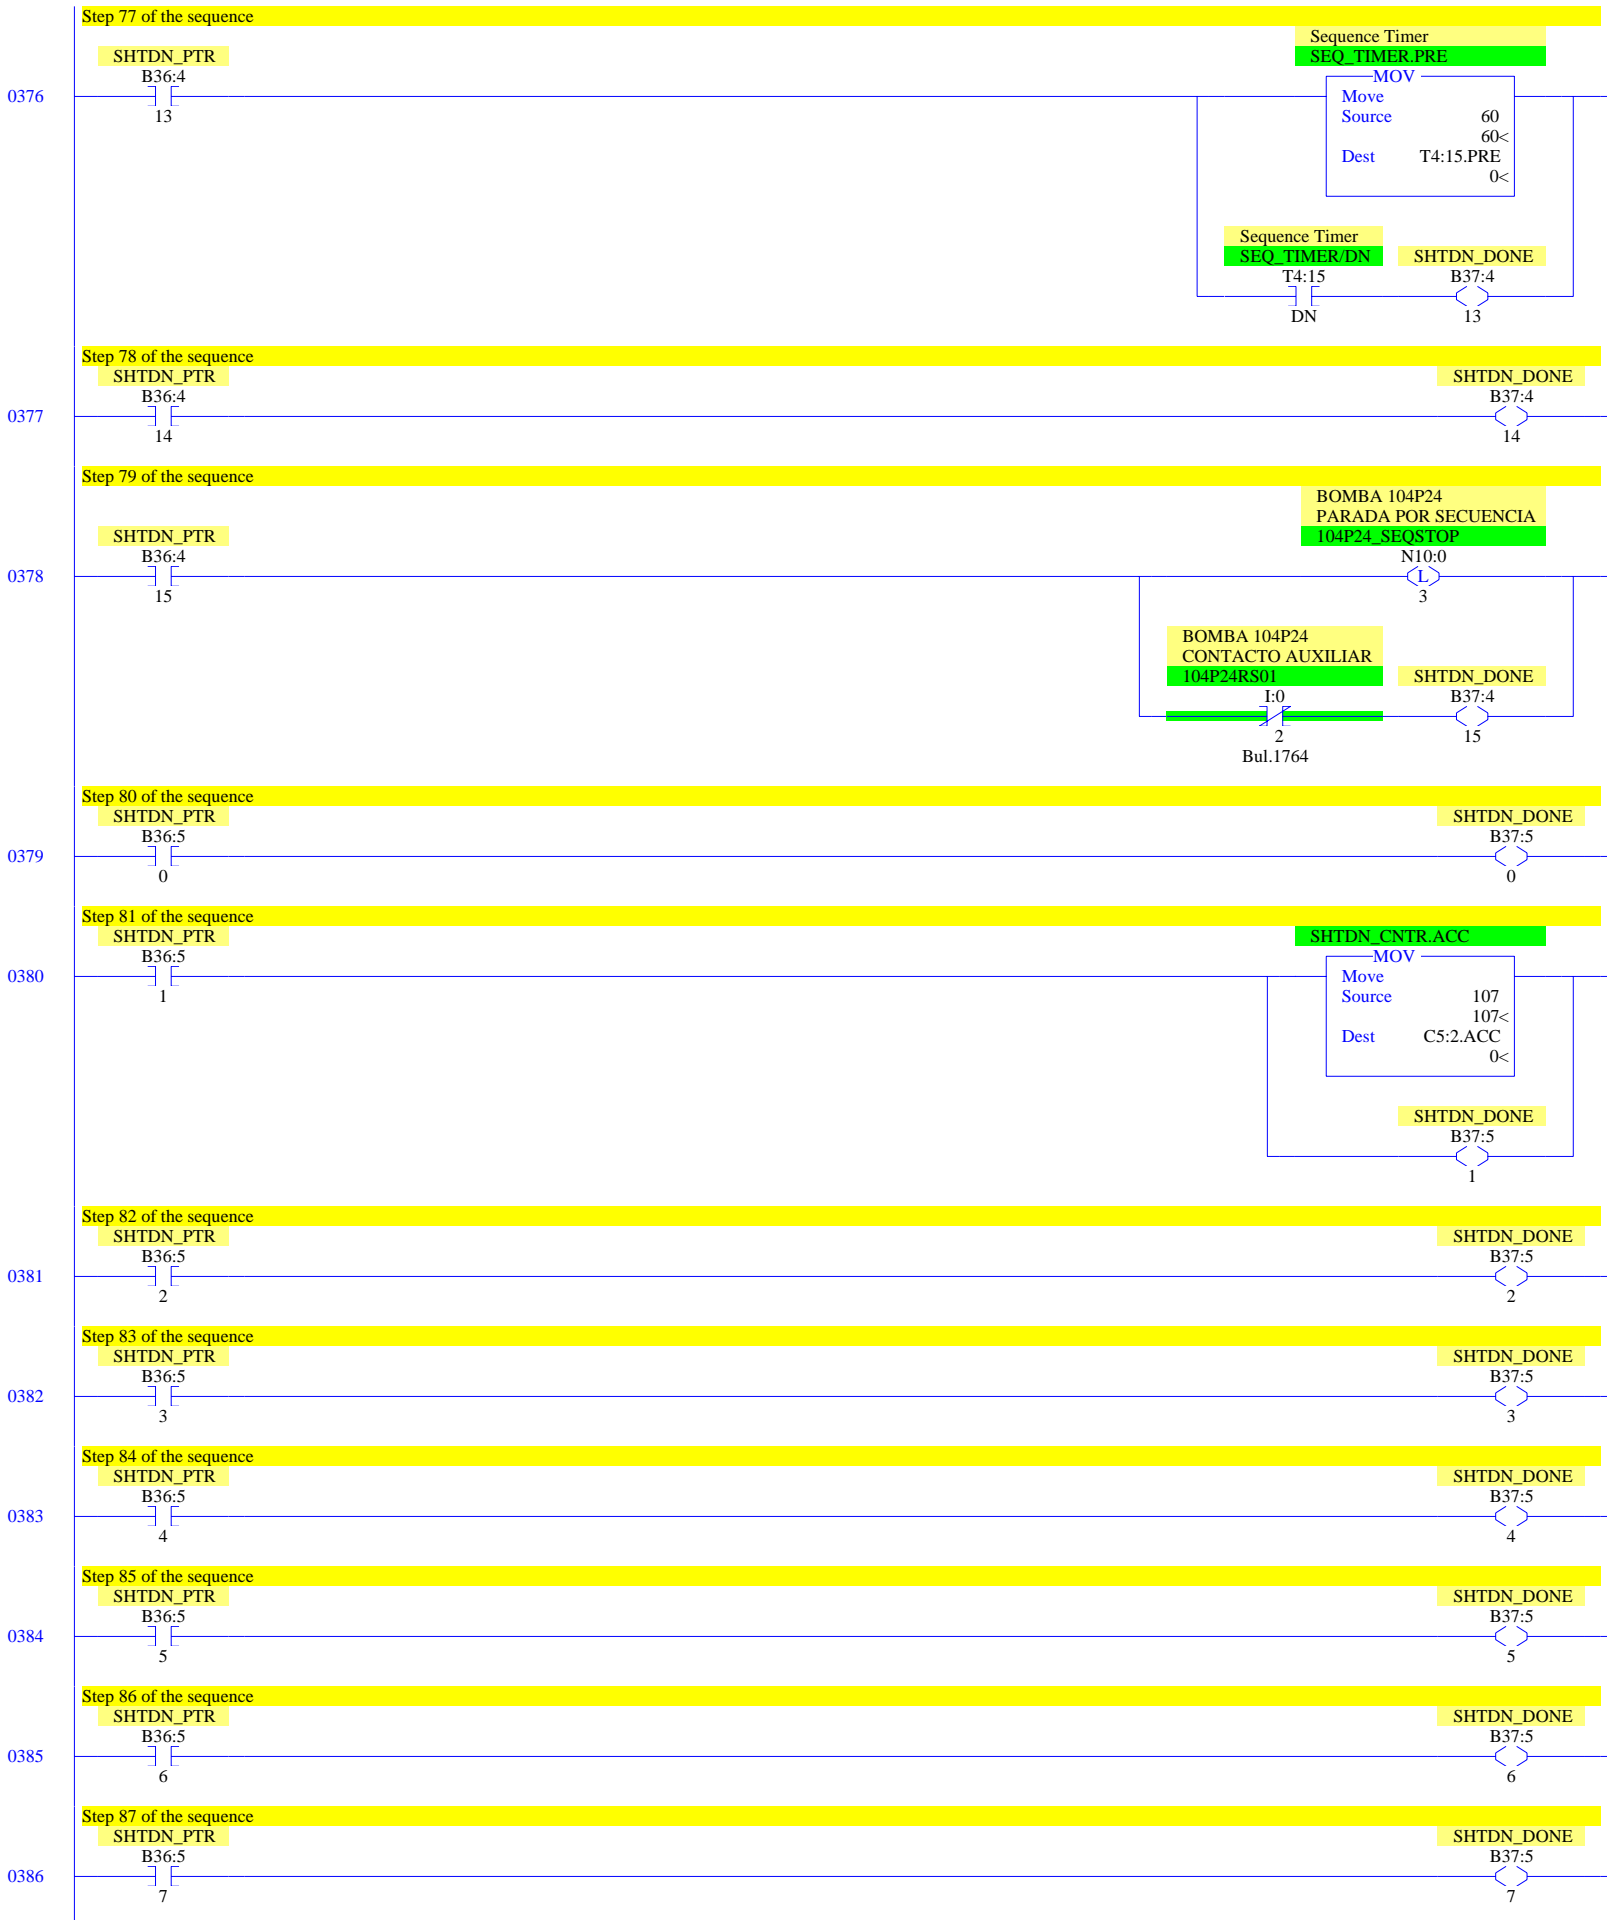 Step 77 of the sequence
Sequence Timer
SHTDN_PTR
SEQ_TIMER.PRE
B36:4
MOV
0376
Move
13
Source 60
60<
Dest T4:15.PRE
0<
Sequence Timer
SEQ_TIMER/DN SHTDN_DONE
T4:15 B37:4
DN 13
Step 78 of the sequence
SHTDN_PTR SHTDN_DONE
B36:4 B37:4
0377
14 14
Step 79 of the sequence
BOMBA 104P24
PARADA POR SECUENCIA
SHTDN_PTR 104P24_SEQSTOP
B36:4 N10:0
0378 L
15 3
BOMBA 104P24
CONTACTO AUXILIAR
104P24RS01 SHTDN_DONE
I:0 B37:4
2 15
Bul.1764
Step 80 of the sequence
SHTDN_PTR SHTDN_DONE
B36:5 B37:5
0379
0 0
Step 81 of the sequence
SHTDN_PTR SHTDN_CNTR.ACC
B36:5 MOV
0380 Move
1 Source 107
107<
Dest C5:2.ACC
0<
SHTDN_DONE
B37:5
1
Step 82 of the sequence
SHTDN_PTR SHTDN_DONE
B36:5 B37:5
0381
2 2
Step 83 of the sequence
SHTDN_PTR SHTDN_DONE
B36:5 B37:5
0382
3 3
Step 84 of the sequence
SHTDN_PTR SHTDN_DONE
B36:5 B37:5
0383
4 4
Step 85 of the sequence
SHTDN_PTR SHTDN_DONE
B36:5 B37:5
0384
5 5
Step 86 of the sequence
SHTDN_PTR SHTDN_DONE
B36:5 B37:5
0385
6 6
Step 87 of the sequence
SHTDN_PTR SHTDN_DONE
B36:5 B37:5
0386
7 7